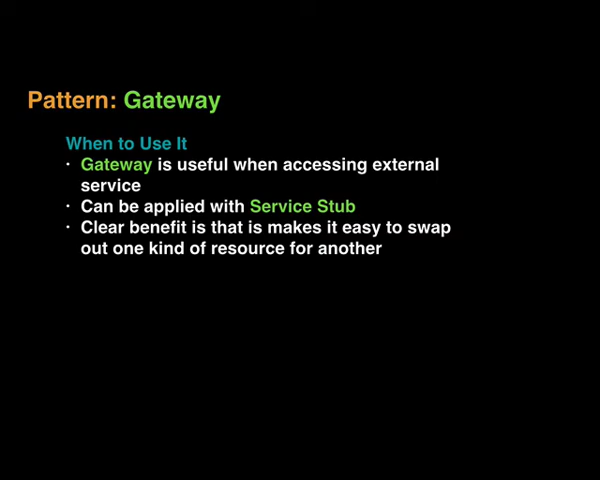 Pattern: Gateway
When to Use It
· Gateway is useful when accessing external
service
· Can be applied with Service Stub
· Clear benefit is that is makes it easy to swap
out one kind of resource for another